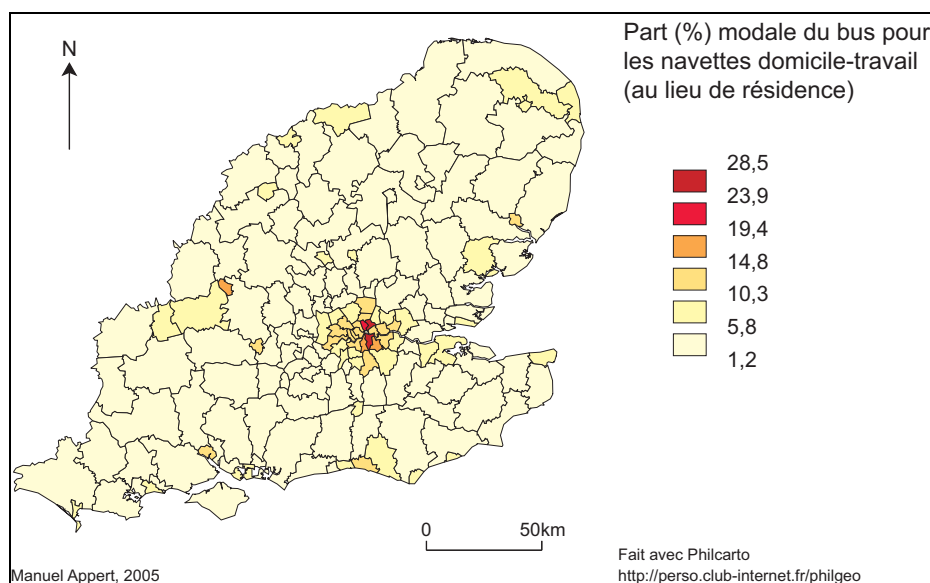 Part (%) modale du bus pour
les navettes domicile-travail
(au lieu de résidence)
N
28,5
23,9
19,4
14,8
10,3
5,8
1,2
0 50km
Manuel Appert, 2005
Fait avec Philcarto
http://perso.club-internet.fr/philgeo